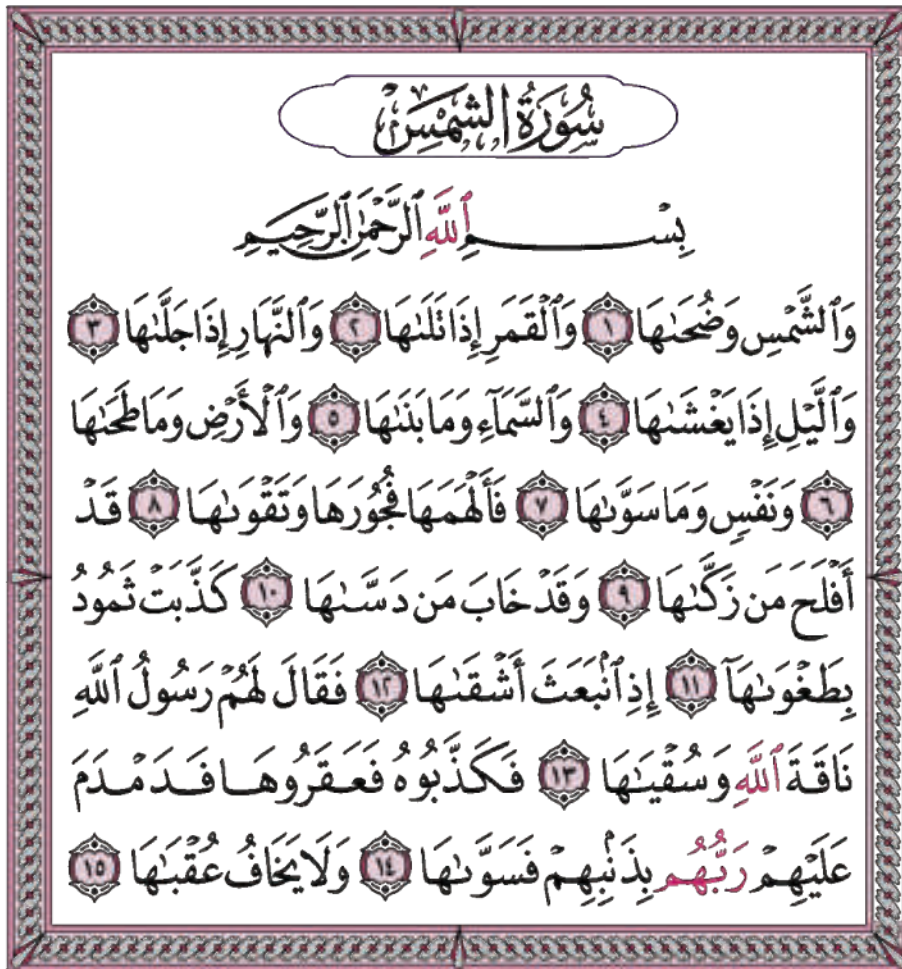 سُورَةُ الشَّمْسِ
بِسْمِ ٱللَّهِ ٱلرَّحْمَٰنِ ٱلرَّحِيمِ
وَٱلشَّمْسِ وَضُحَىٰهَا ١ وَٱلْقَمَرِ إِذَا تَلَىٰهَا ٢ وَٱلنَّهَارِ إِذَا جَلَّىٰهَا ٣
وَٱلَّيْلِ إِذَا يَغْشَىٰهَا ٤ وَٱلسَّمَآءِ وَمَا بَنَىٰهَا ٥ وَٱلْأَرْضِ وَمَا طَحَىٰهَا
٦ وَنَفْسٍ وَمَا سَوَّىٰهَا ٧ فَأَلْهَمَهَا فُجُورَهَا وَتَقْوَىٰهَا ٨ قَدْ
أَفْلَحَ مَن زَكَّىٰهَا ٩ وَقَدْ خَابَ مَن دَسَّىٰهَا ١٠ كَذَّبَتْ ثَمُودُ
بِطَغْوَىٰهَآ ١١ إِذِ ٱنۢبَعَثَ أَشْقَىٰهَا ١٢ فَقَالَ لَهُمْ رَسُولُ ٱللَّهِ
نَاقَةَ ٱللَّهِ وَسُقْيَـٰهَا ١٣ فَكَذَّبُوهُ فَعَقَرُوهَا فَدَمْدَمَ
عَلَيْهِمْ رَبُّهُم بِذَنۢبِهِمْ فَسَوَّىٰهَا ١٤ وَلَا يَخَافُ عُقْبَـٰهَا ١٥